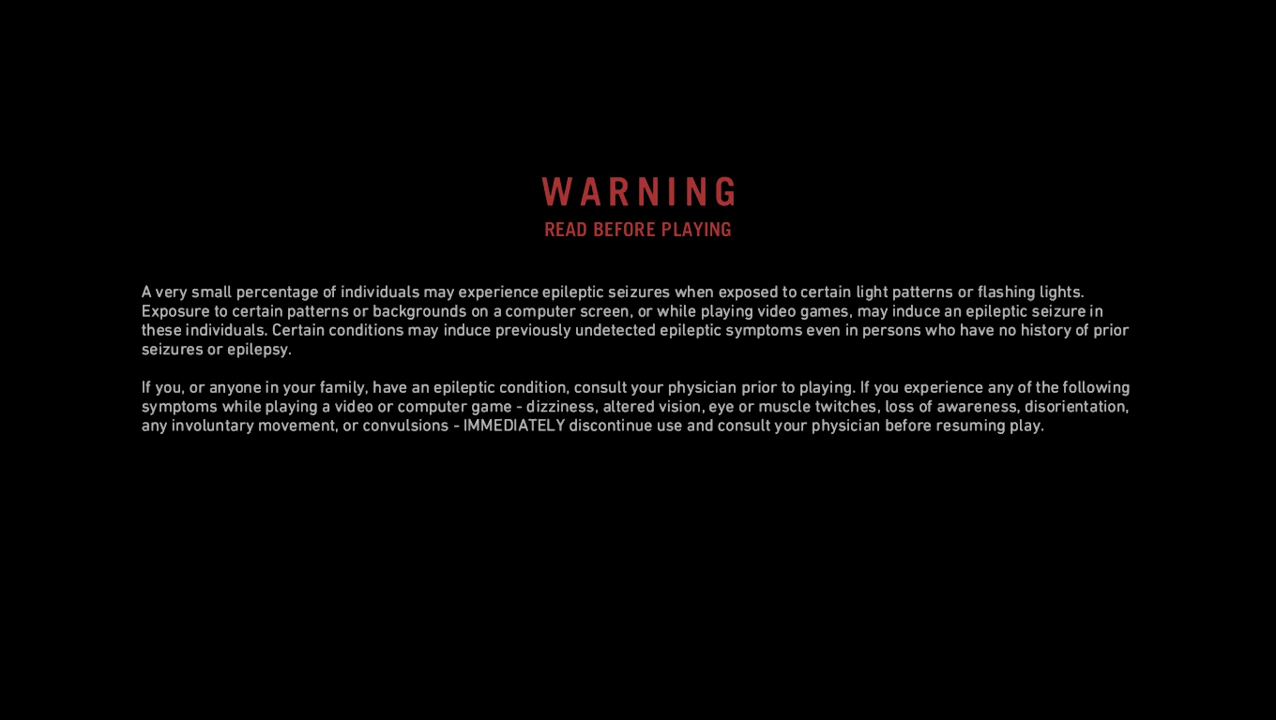 WARNING
READ BEFORE PLAYING
A very small percentage of individuals may experience epileptic seizures when exposed to certain light patterns or flashing lights.
Exposure to certain patterns or backgrounds on a computer screen, or while playing video games, may induce an epileptic seizure in
these individuals. Certain conditions may induce previously undetected epileptic symptoms even in persons who have no history of prior
seizures or epilepsy.
If you, or anyone in your family, have an epileptic condition, consult your physician prior to playing. If you experience any of the following
symptoms while playing a video or computer game - dizziness, altered vision, eye or muscle twitches, loss of awareness, disorientation,
any involuntary movement, or convulsions - IMMEDIATELY discontinue use and consult your physician before resuming play.